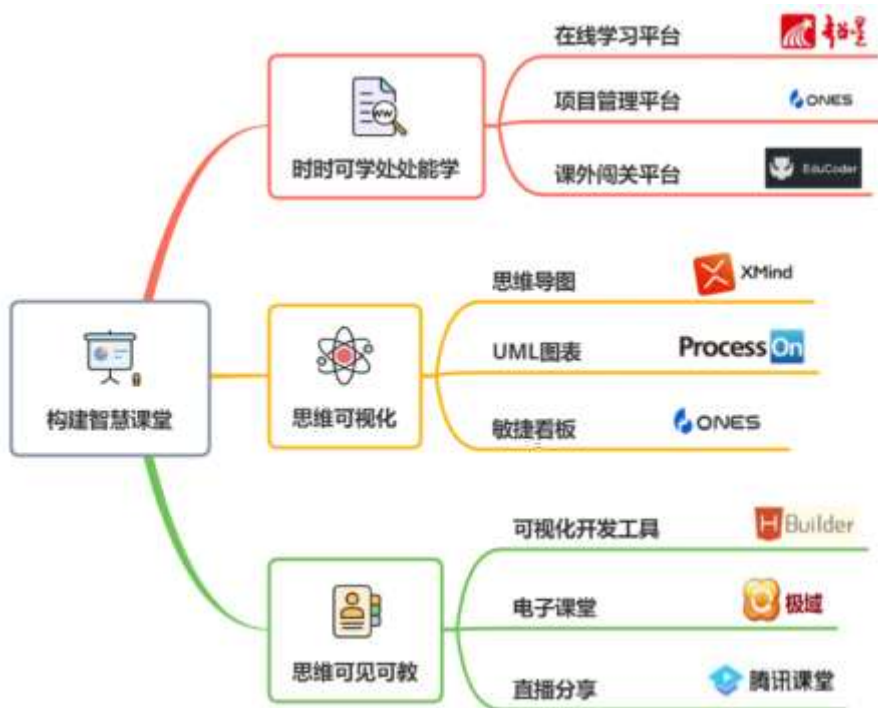 在线学习平台
项目管理平台
ONES
课外闯关平台
EduCoder
WW
时时可学处处能学
思维导图
XMind
UML图表
ProcessOn
敏捷看板
ONES
思维可视化
构建智慧课堂
可视化开发工具
HBuilder
电子课堂
极域
直播分享
腾讯课堂
思维可见可教